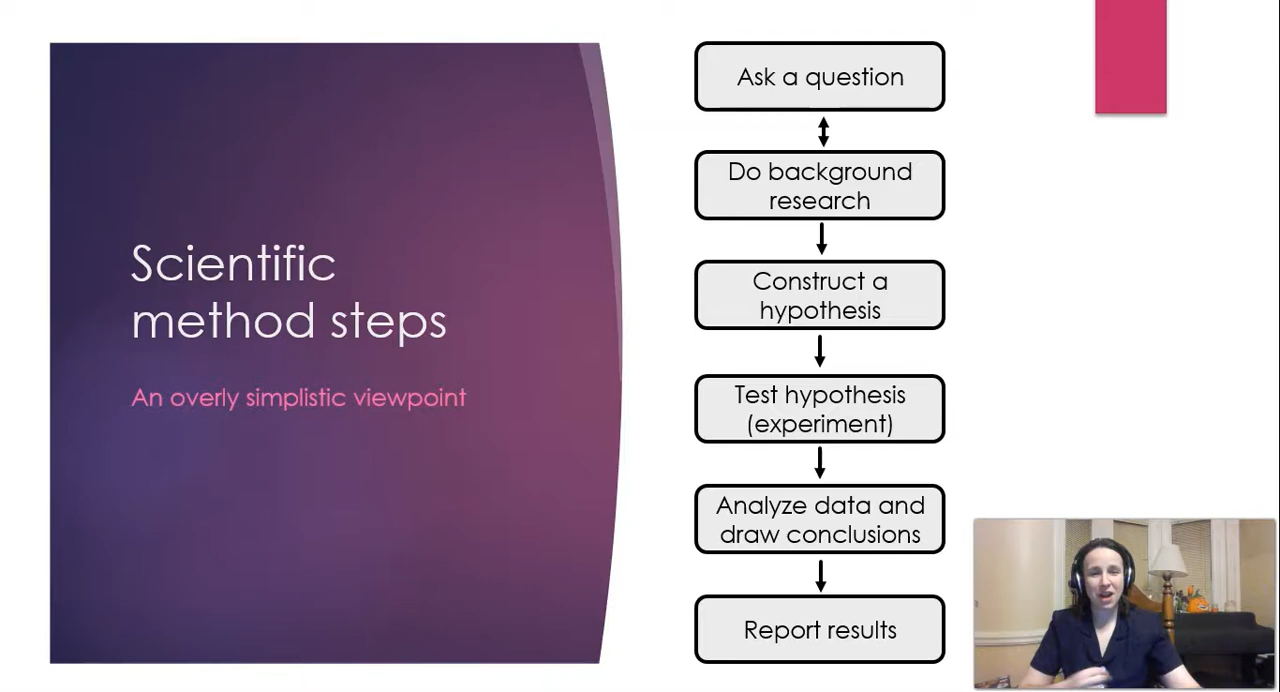 Scientific
method steps
An overly simplistic viewpoint
Ask a question
Do background
research
Construct a
hypothesis
Test hypothesis
(experiment)
Analyze data and
draw conclusions
Report results